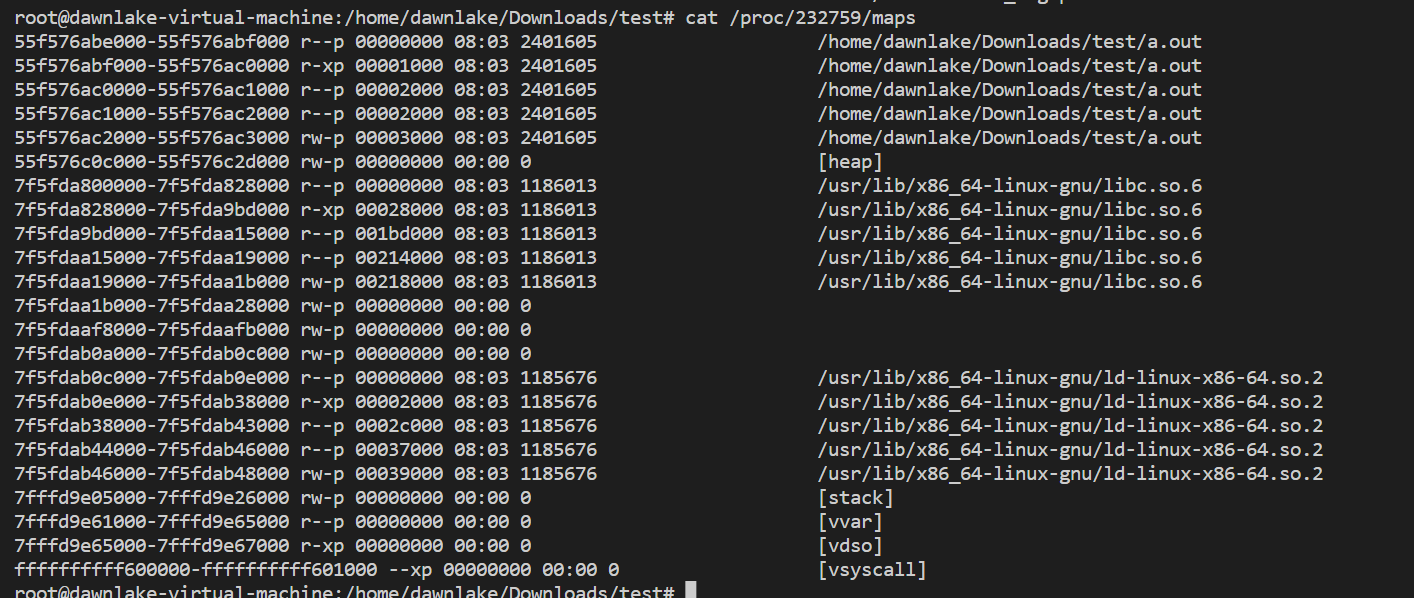 root@dawnlake-virtual-machine:/home/dawnlake/Downloads/test# cat /proc/232759/maps
55f576abe000-55f576abf000 r--p 00000000 08:03 2401605 /home/dawnlake/Downloads/test/a.out
55f576abf000-55f576ac0000 r-xp 00001000 08:03 2401605 /home/dawnlake/Downloads/test/a.out
55f576ac0000-55f576ac1000 r--p 00002000 08:03 2401605 /home/dawnlake/Downloads/test/a.out
55f576ac1000-55f576ac2000 r--p 00002000 08:03 2401605 /home/dawnlake/Downloads/test/a.out
55f576ac2000-55f576ac3000 rw-p 00003000 08:03 2401605 /home/dawnlake/Downloads/test/a.out
55f576c0c000-55f576c2d000 rw-p 00000000 00:00 0 [heap]
7f5fda800000-7f5fda828000 r--p 00000000 08:03 1186013 /usr/lib/x86_64-linux-gnu/libc.so.6
7f5fda828000-7f5fda9bd000 r-xp 00028000 08:03 1186013 /usr/lib/x86_64-linux-gnu/libc.so.6
7f5fda9bd000-7f5fdaa15000 r--p 001bd000 08:03 1186013 /usr/lib/x86_64-linux-gnu/libc.so.6
7f5fdaa15000-7f5fdaa19000 r--p 00214000 08:03 1186013 /usr/lib/x86_64-linux-gnu/libc.so.6
7f5fdaa19000-7f5fdaa1b000 rw-p 00218000 08:03 1186013 /usr/lib/x86_64-linux-gnu/libc.so.6
7f5fdaa1b000-7f5fdaa28000 rw-p 00000000 00:00 0
7f5fdaaf8000-7f5fdaafb000 rw-p 00000000 00:00 0
7f5fdab0a000-7f5fdab0c000 rw-p 00000000 00:00 0
7f5fdab0c000-7f5fdab0e000 r--p 00000000 08:03 1185676 /usr/lib/x86_64-linux-gnu/ld-linux-x86-64.so.2
7f5fdab0e000-7f5fdab38000 r-xp 00002000 08:03 1185676 /usr/lib/x86_64-linux-gnu/ld-linux-x86-64.so.2
7f5fdab38000-7f5fdab43000 r--p 0002c000 08:03 1185676 /usr/lib/x86_64-linux-gnu/ld-linux-x86-64.so.2
7f5fdab44000-7f5fdab46000 r--p 00037000 08:03 1185676 /usr/lib/x86_64-linux-gnu/ld-linux-x86-64.so.2
7f5fdab46000-7f5fdab48000 rw-p 00039000 08:03 1185676 /usr/lib/x86_64-linux-gnu/ld-linux-x86-64.so.2
7fffd9e05000-7fffd9e26000 rw-p 00000000 00:00 0 [stack]
7fffd9e61000-7fffd9e65000 r--p 00000000 00:00 0 [vvar]
7fffd9e65000-7fffd9e67000 r-xp 00000000 00:00 0 [vdso]
ffffffffff600000-ffffffffff601000 --xp 00000000 00:00 0 [vsyscall]
root@dawnlake-virtual-machine:/home/dawnlake/Downloads/test#